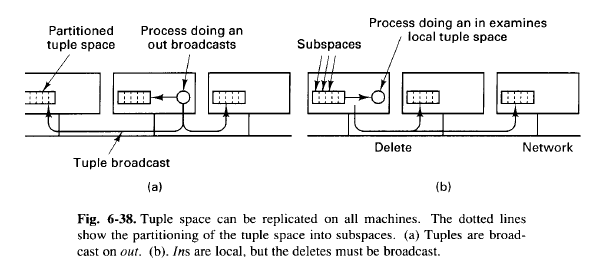 Partitioned
tuple space
Process doing an
out broadcasts
Subspaces
Process doing an in examines
local tuple space
Tuple broadcast
Delete
Network
(a)
(b)
Fig. 6-38. Tuple space can be replicated on all machines. The dotted lines
show the partitioning of the tuple space into subspaces. (a) Tuples are broad-
cast on out. (b). Ins are local, but the deletes must be broadcast.